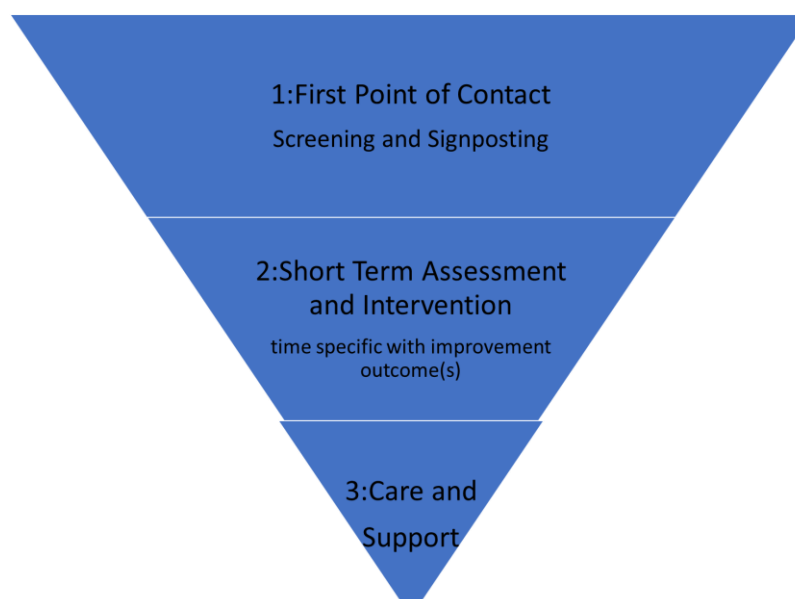 1:First Point of Contact
Screening and Signposting
2:Short Term Assessment
and Intervention
time specific with improvement
outcome(s)
3:Care and
Support